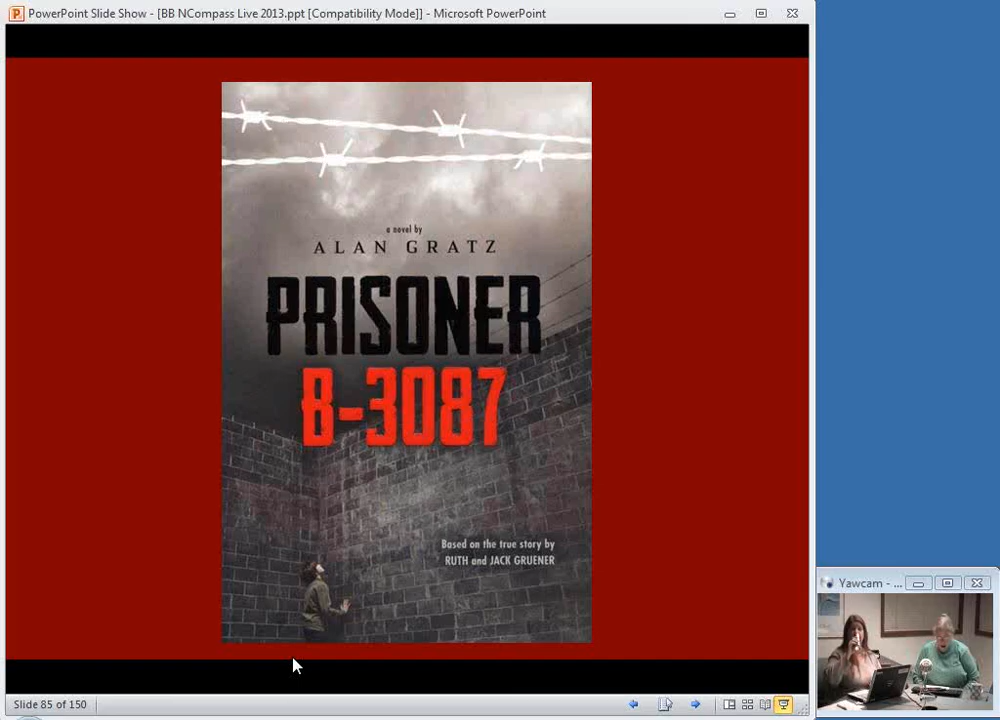 PowerPoint Slide Show - [BB NCompass Live 2013.ppt [Compatibility Mode]] - Microsoft PowerPoint
a novel by
ALAN GRATZ
PRISONER
B-3087
Based on the true story by
RUTH and JACK GRUENER
Yawcam - ...
Slide 85 of 150